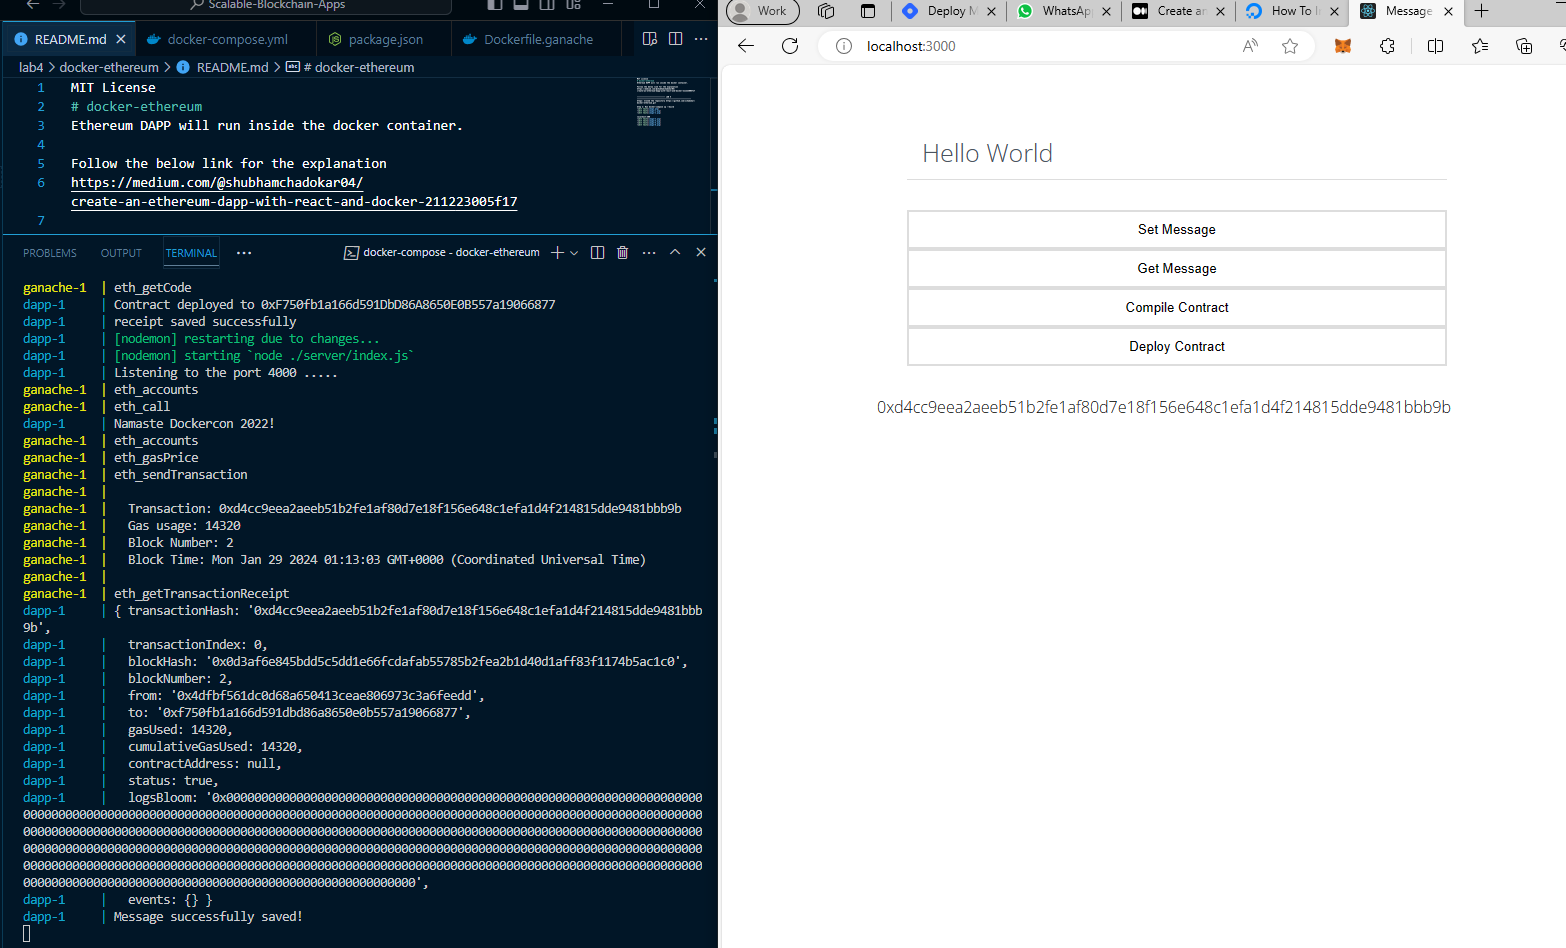 Scalable-Blockchain-Apps
README.md
docker-compose.yml
package.json
Dockerfile.ganache
lab4 > docker-ethereum > README.md > # docker-ethereum
1 MIT License
2 # docker-ethereum
3 Ethereum DAPP will run inside the docker container.
4
5 Follow the below link for the explanation
6 https://medium.com/@shubhamchadokar04/
create-an-ethereum-dapp-with-react-and-docker-211223005f17
7
PROBLEMS OUTPUT TERMINAL ... docker-compose - docker-ethereum
ganache-1 | eth_getCode
dapp-1 | Contract deployed to 0xF750fb1a166d591DbD86A8650E0B557a19066877
dapp-1 | receipt saved successfully
dapp-1 | [nodemon] restarting due to changes...
dapp-1 | [nodemon] starting `node ./server/index.js`
dapp-1 | Listening to the port 4000 .....
ganache-1 | eth_accounts
ganache-1 | eth_call
dapp-1 | Namaste Dockercon 2022!
ganache-1 | eth_accounts
ganache-1 | eth_gasPrice
ganache-1 | eth_sendTransaction
ganache-1 |
ganache-1 | Transaction: 0xd4cc9eea2aeeb51b2fe1af80d7e18f156e648c1efa1d4f214815dde9481bbb9b
ganache-1 | Gas usage: 14320
ganache-1 | Block Number: 2
ganache-1 | Block Time: Mon Jan 29 2024 01:13:03 GMT+0000 (Coordinated Universal Time)
ganache-1 |
ganache-1 | eth_getTransactionReceipt
dapp-1 | { transactionHash: '0xd4cc9eea2aeeb51b2fe1af80d7e18f156e648c1efa1d4f214815dde9481bbb
9b',
dapp-1 | transactionIndex: 0,
dapp-1 | blockHash: '0x0d3af6e845bdd5c5dd1e66fcdafab55785b2fea2b1d40d1aff83f1174b5ac1c0',
dapp-1 | blockNumber: 2,
dapp-1 | from: '0x4dfbf561dc0d68a650413ceae806973c3a6feedd',
dapp-1 | to: '0xf750fb1a166d591dbd86a8650e0b557a19066877',
dapp-1 | gasUsed: 14320,
dapp-1 | cumulativeGasUsed: 14320,
dapp-1 | contractAddress: null,
dapp-1 | status: true,
dapp-1 | logsBloom: '0x0000000000000000000000000000000000000000000000000000000000000000000
0000000000000000000000000000000000000000000000000000000000000000000000000000000000000000000000000
0000000000000000000000000000000000000000000000000000000000000000000000000000000000000000000000000
0000000000000000000000000000000000000000000000000000000000000000000000000000000000000000000000000
0000000000000000000000000000000000000000000000000000000000000000000000000000000000000000000000000
00000000000000000000000000000000000000000000000000000000',
dapp-1 | events: {} }
dapp-1 | Message successfully saved!
Work
Deploy M
WhatsAp
Create an
How To I
Message
localhost:3000
Hello World
Set Message
Get Message
Compile Contract
Deploy Contract
0xd4cc9eea2aeeb51b2fe1af80d7e18f156e648c1efa1d4f214815dde9481bbb9b